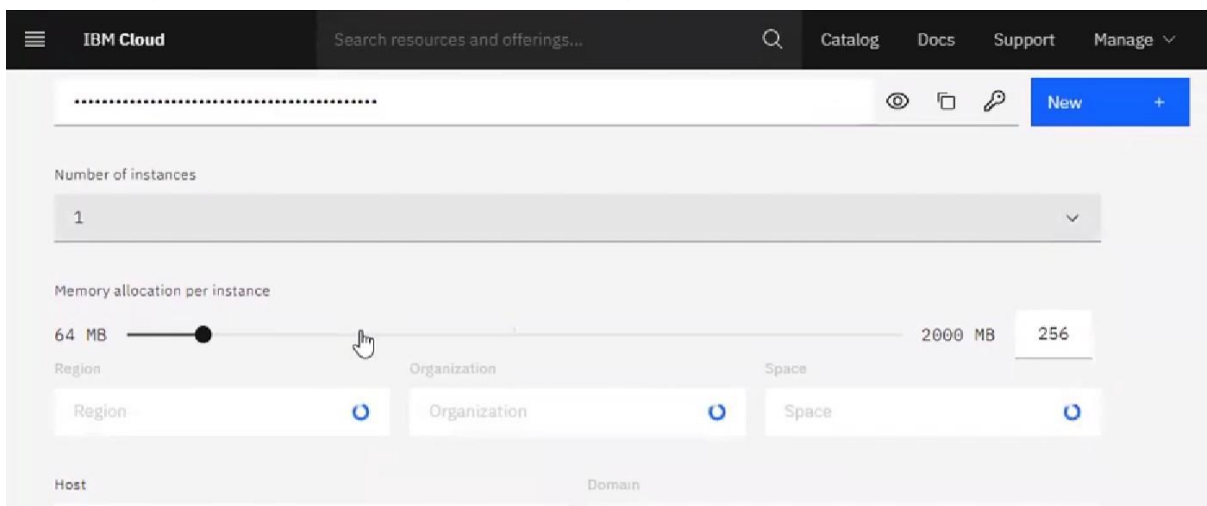 IBM Cloud Search resources and offerings... Catalog Docs Support Manage
New +
Number of instances
1
Memory allocation per instance
64 MB 2000 MB 256
Region Organization Space
Region Organization Space
Host Domain